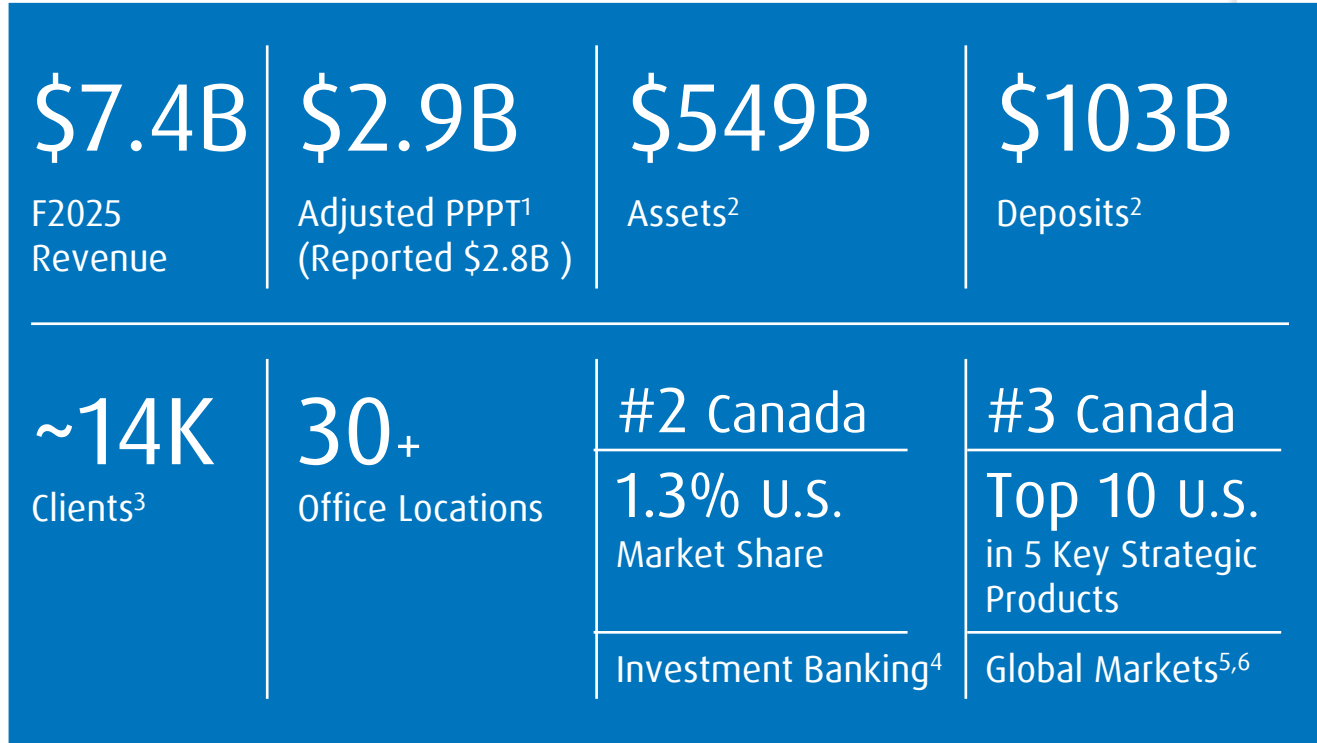 $7.4B
F2025
Revenue
$2.9B
Adjusted PPPT¹
(Reported $2.8B )
$549B
Assets²
$103B
Deposits²
~14K
Clients³
30+
Office Locations
#2 Canada
1.3% U.S.
Market Share
Investment Banking⁴
#3 Canada
Top 10 U.S.
in 5 Key Strategic
Products
Global Markets⁵,⁶